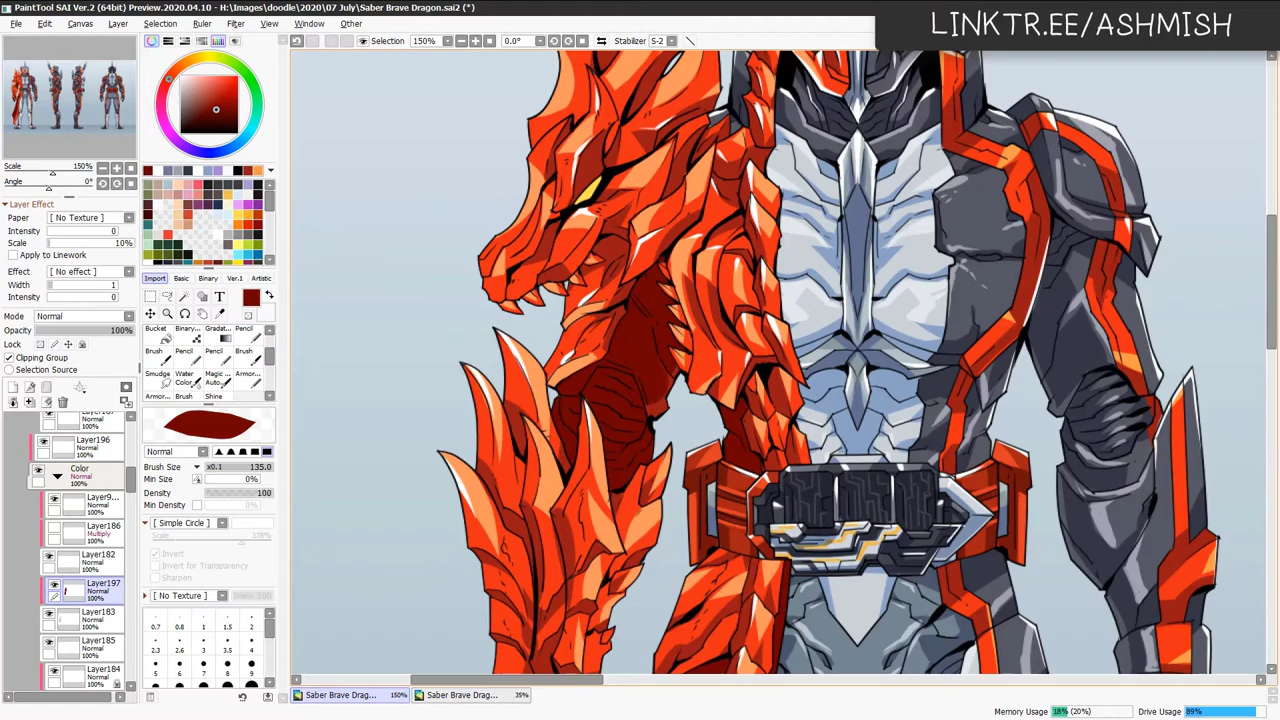 PaintTool SAI Ver.2 (64bit) Preview.2020.04.10 - H:\Images\doodle\2020\07 July\Saber Brave Dragon.sai2 (*)
LINKTR.EE/ASHMISH
File Edit Canvas Layer Selection Ruler Filter View Window Other
Selection 150% 0.0° Stabilizer S-2
Scale 150%
Angle 0°
Layer Effect
Paper [ No Texture ]
Intensity 0
Scale 10%
Apply to Linework
Effect [ No effect ]
Width 1
Intensity 0
Mode Normal
Opacity 100%
Lock
Clipping Group
Selection Source
Layer196
Normal
100%
Color
Normal
100%
Layer9...
Normal
100%
Layer186
Multiply
100%
Layer182
Normal
100%
Layer197
Normal
100%
Layer183
Normal
100%
Layer185
Normal
100%
Layer184
Normal
100%
Import Basic Binary Ver.1 Artistic
T
Bucket Binary... Gradat... Pencil
Brush Pencil Pencil Brush
Smudge Water Color... Magic Auto... Armor...
Armor... Brush Shine
Normal
Brush Size x0.1 135.0
Min Size 0%
Density 100
Min Density 0%
[ Simple Circle ]
Scale 378%
Invert
Invert for Transparency
Sharpen
[ No Texture ]
0.7 0.8 1 1.5 2
2.3 2.6 3 3.5 4
5 6 7 8 9
Saber Brave Drag... 150% Saber Brave Drag... 35%
Memory Usage 18% (20%) Drive Usage 89%